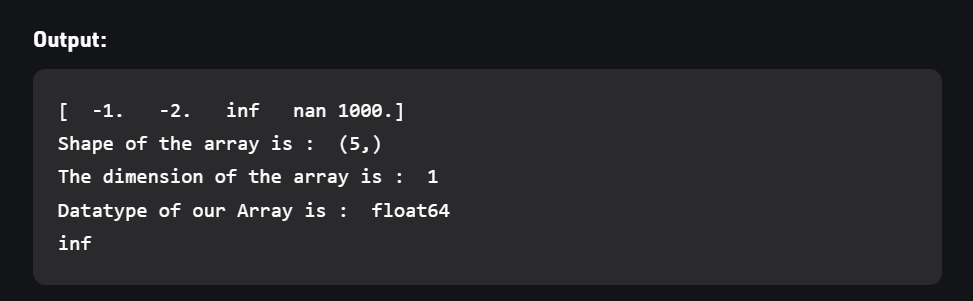 Output:
[  -1.   -2.   inf   nan 1000.]
Shape of the array is :  (5,)
The dimension of the array is :  1
Datatype of our Array is :  float64
inf